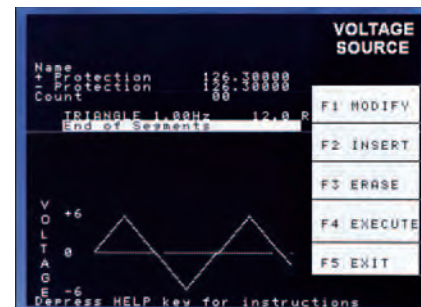 VOLTAGE
SOURCE
Name
+ Protection 126.30000
- Protection 126.30000
Count 00
TRIANGLE 1.00Hz 12.0 R
End of Segments
F1 MODIFY
F2 INSERT
F3 ERASE
F4 EXECUTE
F5 EXIT
VOLTAGE
+6
0
-6
Depress HELP key for instructions